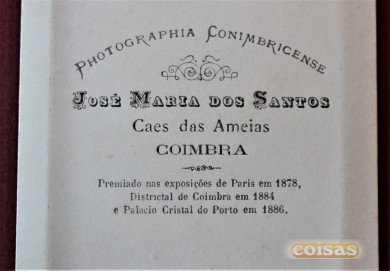 PHOTOGRAPHIA CONIMBRICENSE
JOSÉ MARIA DOS SANTOS
Caes das Ameias
COIMBRA
Premiado nas exposições de Paris em 1878,
Districtal de Coimbra em 1884
e Palacio Cristal do Porto em 1886.
coisas